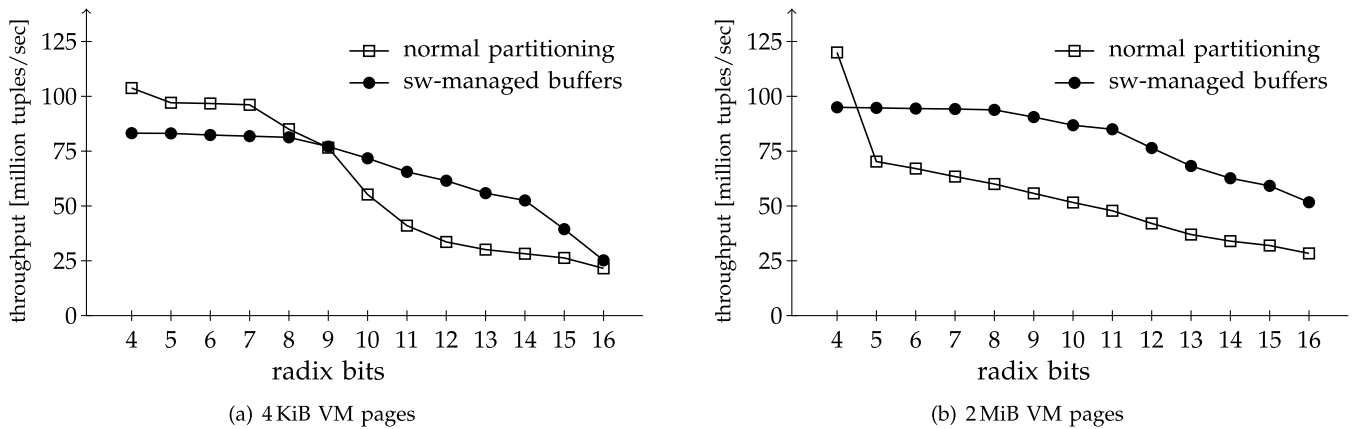 throughput [million tuples/sec]
125
100
75
50
25
0
normal partitioning
sw-managed buffers
4 5 6 7 8 9 10 11 12 13 14 15 16
radix bits
(a) 4 KiB VM pages
throughput [million tuples/sec]
125
100
75
50
25
0
normal partitioning
sw-managed buffers
4 5 6 7 8 9 10 11 12 13 14 15 16
radix bits
(b) 2 MiB VM pages